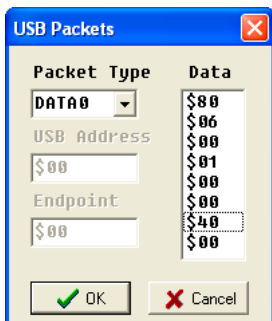 USB Packets
Packet Type
DATA0
USB Address
$00
Endpoint
$00
Data
$80
$06
$00
$01
$00
$00
$40
$00
OK
Cancel